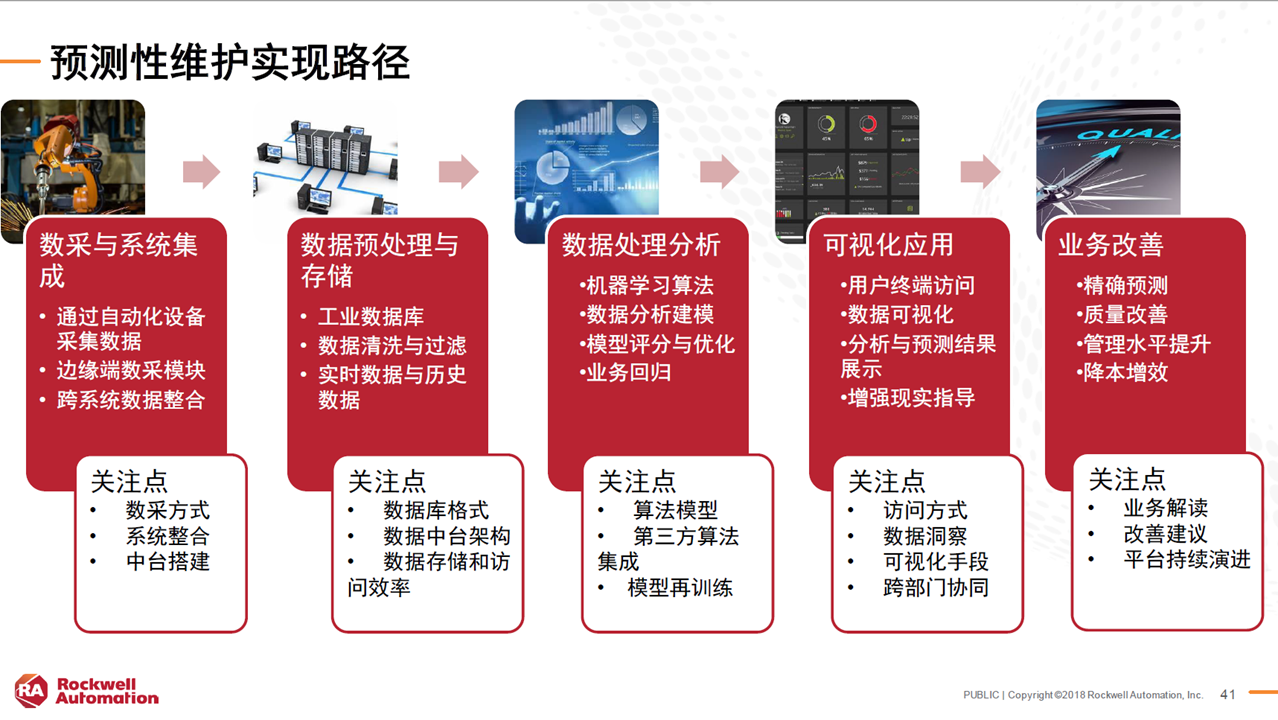 预测性维护实现路径
QUALI
数采与系统集
成
• 通过自动化设备
采集数据
• 边缘端数采模块
• 跨系统数据整合
关注点
• 数采方式
• 系统整合
• 中台搭建
数据预处理与
存储
• 工业数据库
• 数据清洗与过滤
• 实时数据与历史
数据
关注点
• 数据库格式
• 数据中台架构
• 数据存储和访
问效率
数据处理分析
•机器学习算法
•数据分析建模
•模型评分与优化
•业务回归
关注点
• 算法模型
• 第三方算法
集成
• 模型再训练
可视化应用
•用户终端访问
•数据可视化
•分析与预测结果
展示
•增强现实指导
关注点
• 访问方式
• 数据洞察
• 可视化手段
• 跨部门协同
业务改善
•精确预测
•质量改善
•管理水平提升
•降本增效
关注点
• 业务解读
• 改善建议
• 平台持续演进
RA
Rockwell
Automation
PUBLIC | Copyright ©2018 Rockwell Automation, Inc.
41